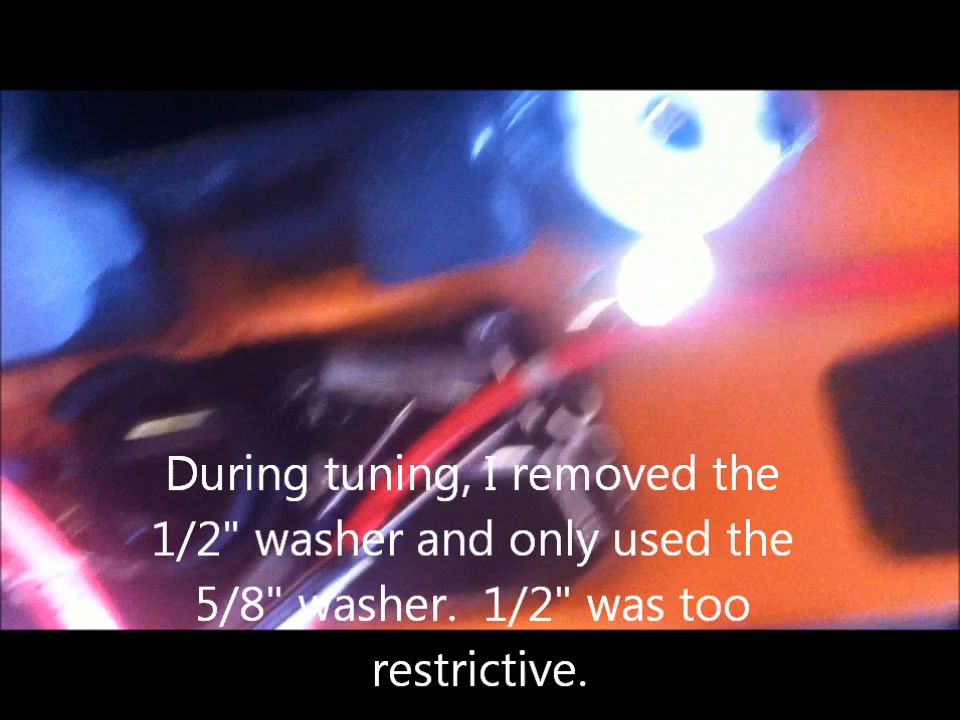 During tuning, I removed the
1/2" washer and only used the
5/8" washer.  1/2" was too
restrictive.